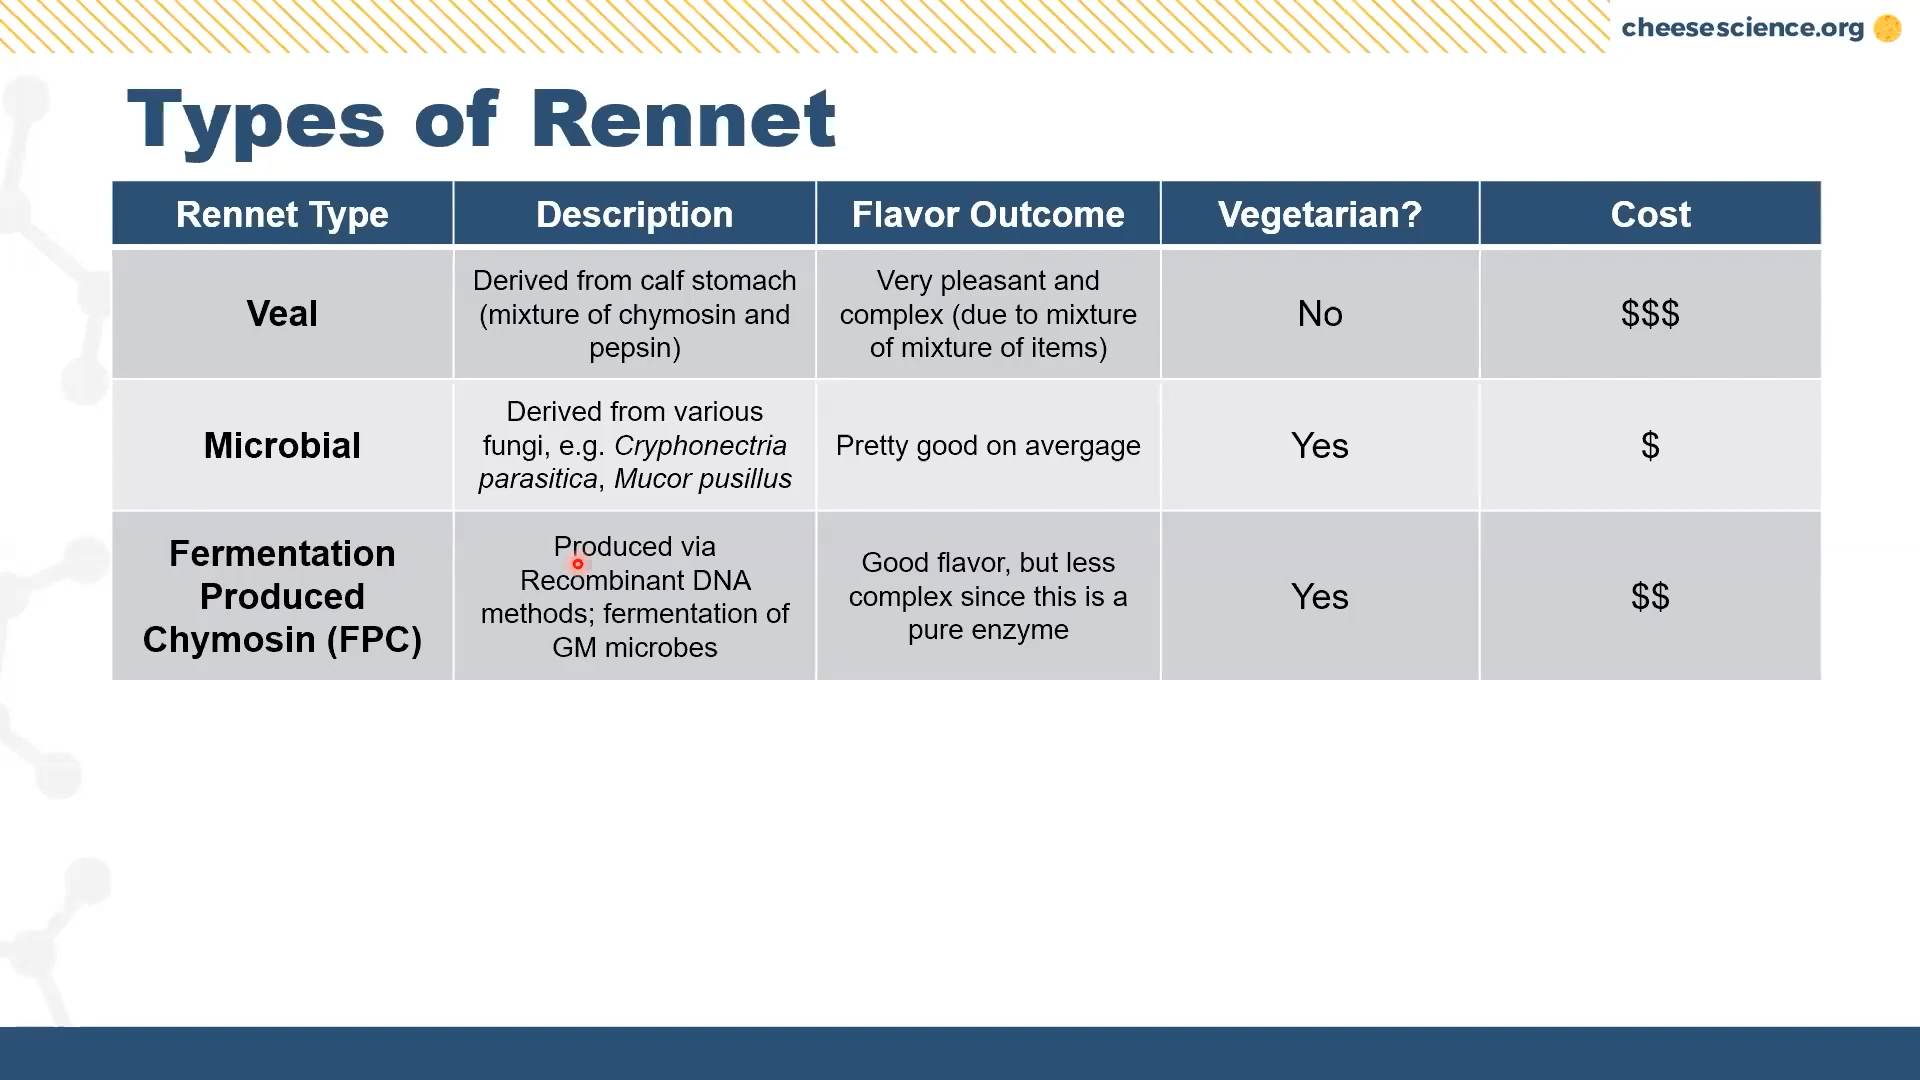 cheesescience.org
Types of Rennet
Rennet Type
Description
Flavor Outcome
Vegetarian?
Cost
Veal
Derived from calf stomach
(mixture of chymosin and
pepsin)
Very pleasant and
complex (due to mixture
of mixture of items)
No
$$$
Microbial
Derived from various
fungi, e.g. Cryphonectria
parasitica, Mucor pusillus
Pretty good on avergage
Yes
$
Fermentation
Produced
Chymosin (FPC)
Produced via
Recombinant DNA
methods; fermentation of
GM microbes
Good flavor, but less
complex since this is a
pure enzyme
Yes
$$